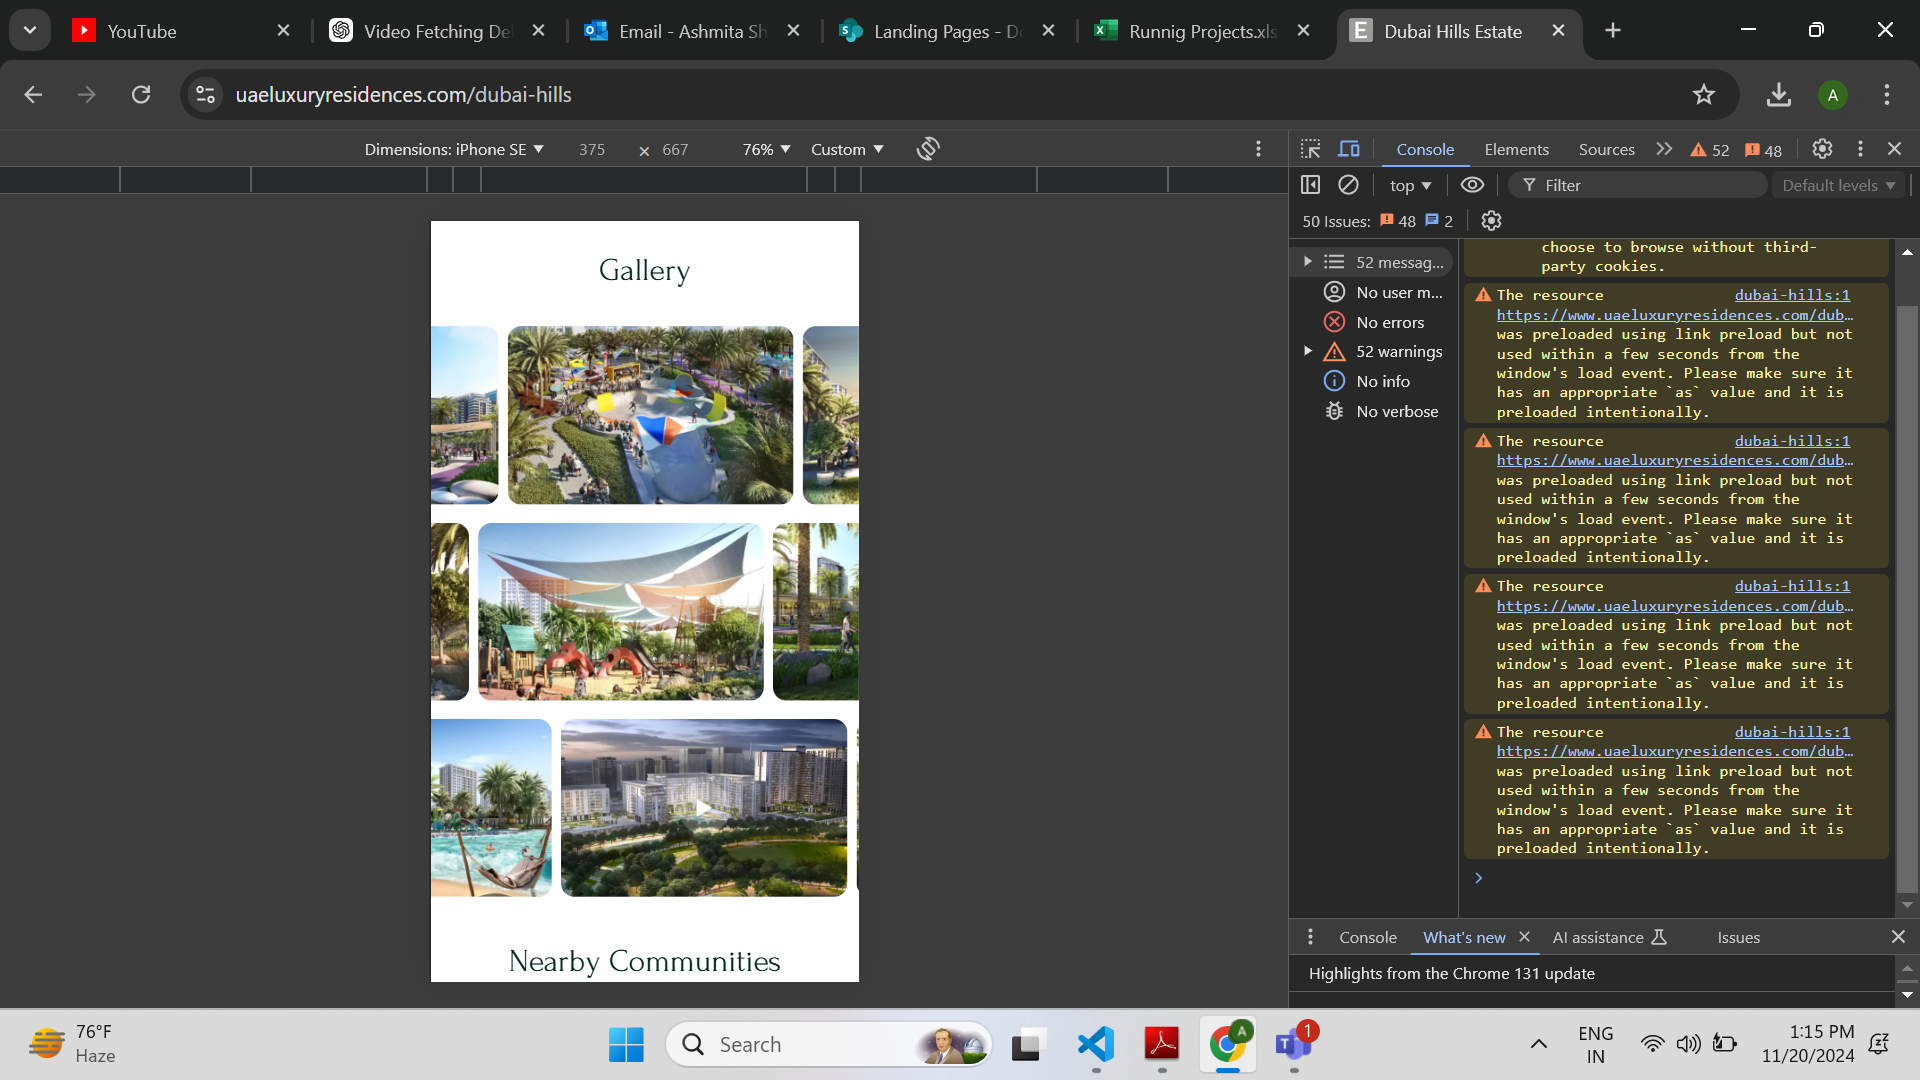 YouTube
Video Fetching De
Email - Ashmita Sh
Landing Pages - Do
Runnig Projects.xls
E Dubai Hills Estate
uaeluxuryresidences.com/dubai-hills
A
Dimensions: iPhone SE 375 × 667 76% Custom
Console Elements Sources 52 48
top Filter Default levels
50 Issues: 48 2
52 messag...
No user m...
No errors
52 warnings
No info
No verbose
choose to browse without third-
party cookies.
The resource dubai-hills:1
https://www.uaeluxuryresidences.com/dub…
was preloaded using link preload but not
used within a few seconds from the
window's load event. Please make sure it
has an appropriate `as` value and it is
preloaded intentionally.
The resource dubai-hills:1
https://www.uaeluxuryresidences.com/dub…
was preloaded using link preload but not
used within a few seconds from the
window's load event. Please make sure it
has an appropriate `as` value and it is
preloaded intentionally.
The resource dubai-hills:1
https://www.uaeluxuryresidences.com/dub…
was preloaded using link preload but not
used within a few seconds from the
window's load event. Please make sure it
has an appropriate `as` value and it is
preloaded intentionally.
The resource dubai-hills:1
https://www.uaeluxuryresidences.com/dub…
was preloaded using link preload but not
used within a few seconds from the
window's load event. Please make sure it
has an appropriate `as` value and it is
preloaded intentionally.
Gallery
Nearby Communities
Console What's new AI assistance Issues
Highlights from the Chrome 131 update
76°F
Haze
Search
A
1
ENG
IN
1:15 PM
11/20/2024